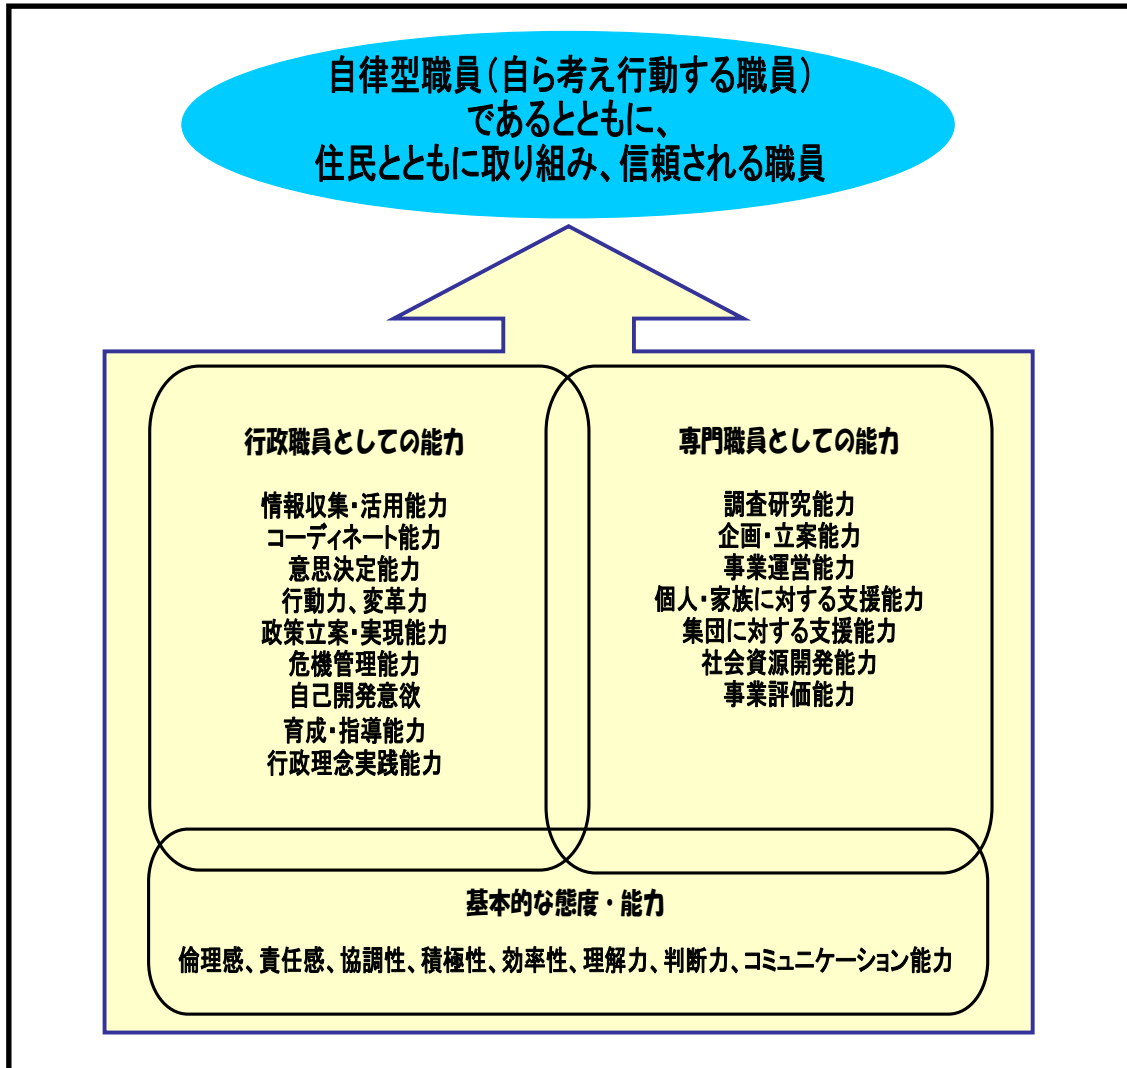 自律型職員（自ら考え行動する職員）
であるとともに、
住民とともに取り組み、信頼される職員
行政職員としての能力
情報収集・活用能力
コーディネート能力
意思決定能力
行動力、変革力
政策立案・実現能力
危機管理能力
自己開発意欲
育成・指導能力
行政理念実践能力
専門職員としての能力
調査研究能力
企画・立案能力
事業運営能力
個人・家族に対する支援能力
集団に対する支援能力
社会資源開発能力
事業評価能力
基本的な態度・能力
倫理感、責任感、協調性、積極性、効率性、理解力、判断力、コミュニケーション能力